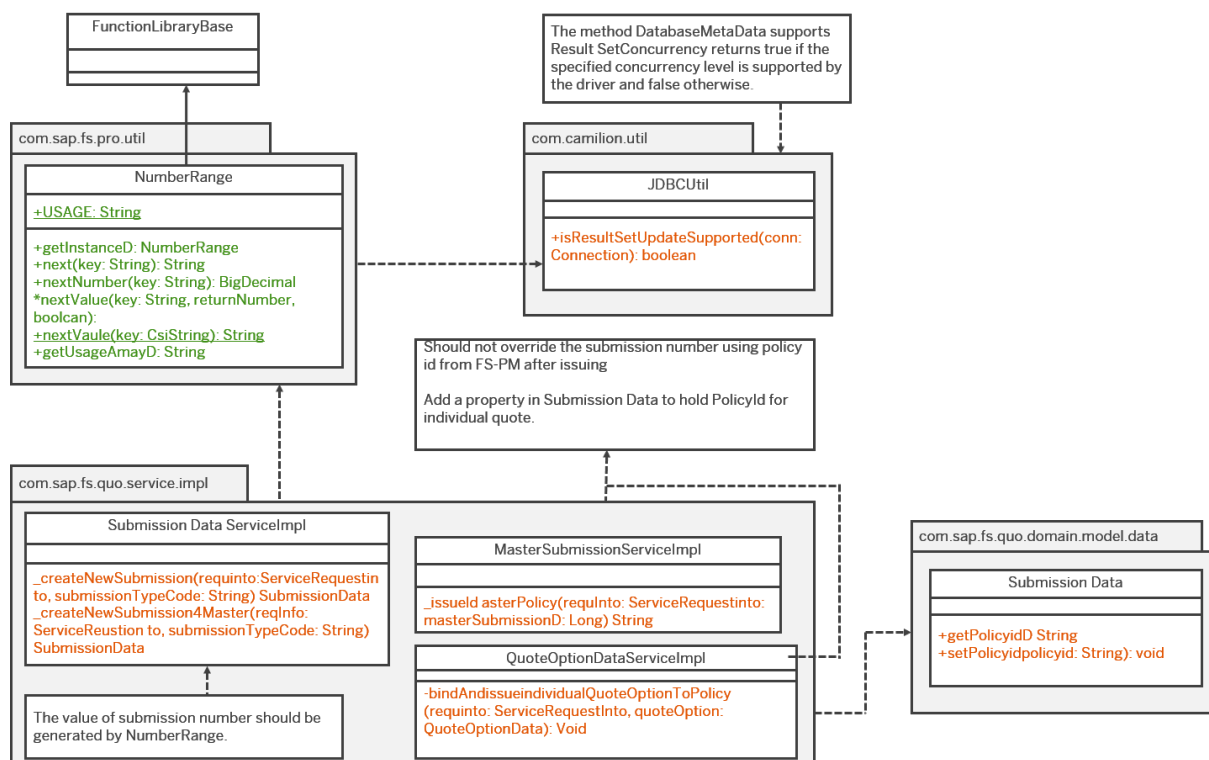 FunctionLibraryBase
The method DatabaseMetaData supports
Result SetConcurrency returns true if the
specified concurrency level is supported by
the driver and false otherwise.
com.sap.fs.pro.util
NumberRange
+USAGE: String
+getInstanceD: NumberRange
+next(key: String): String
+nextNumber(key: String): BigDecimal
*nextValue(key: String, returnNumber,
boolcan):
+nextVaule(key: CsiString): String
+getUsageAmayD: String
com.camilion.util
JDBCUtil
+isResultSetUpdateSupported(conn:
Connection): boolean
Should not override the submission number using policy
id from FS-PM after issuing
Add a property in Submission Data to hold PolicyId for
individual quote.
com.sap.fs.quo.service.impl
Submission Data ServiceImpl
_createNewSubmission(requinto:ServiceRequestin
to, submissionTypeCode: String) SubmissionData
_createNewSubmission4Master(reqInfo:
ServiceReustion to, submissionTypeCode: String)
SubmissionData
The value of submission number should be
generated by NumberRange.
MasterSubmissionServiceImpl
_issueId asterPolicy(requInto: ServiceRequestinto:
masterSubmissionD: Long) String
QuoteOptionDataServiceImpl
-bindAndissueindividualQuoteOptionToPolicy
(requinto: ServiceRequestInto, quoteOption:
QuoteOptionData): Void
com.sap.fs.quo.domain.model.data
Submission Data
+getPolicyidD String
+setPolicyidpolicyid: String): void